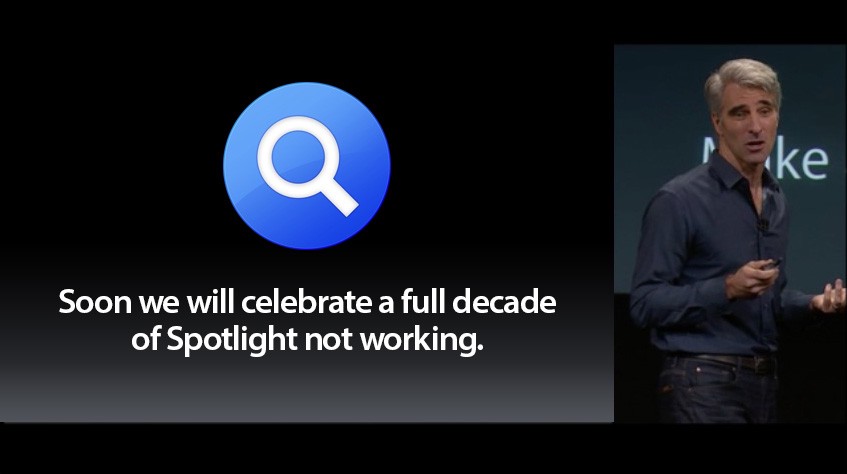 Soon we will celebrate a full decade
of Spotlight not working.